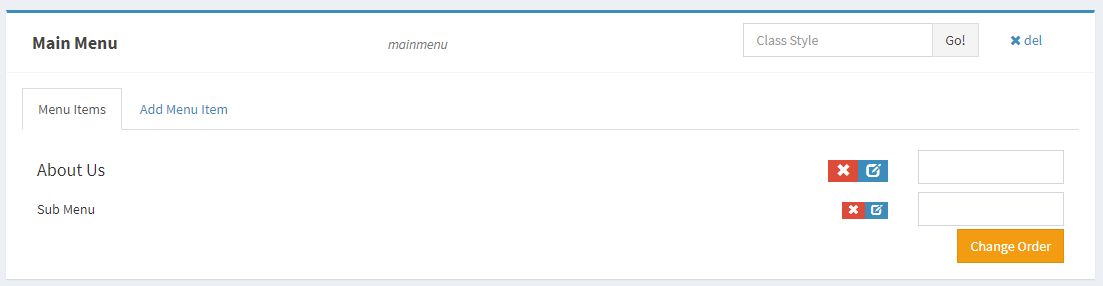 Main Menu mainmenu Class Style Go! del
Menu Items Add Menu Item
About Us
Sub Menu
Change Order